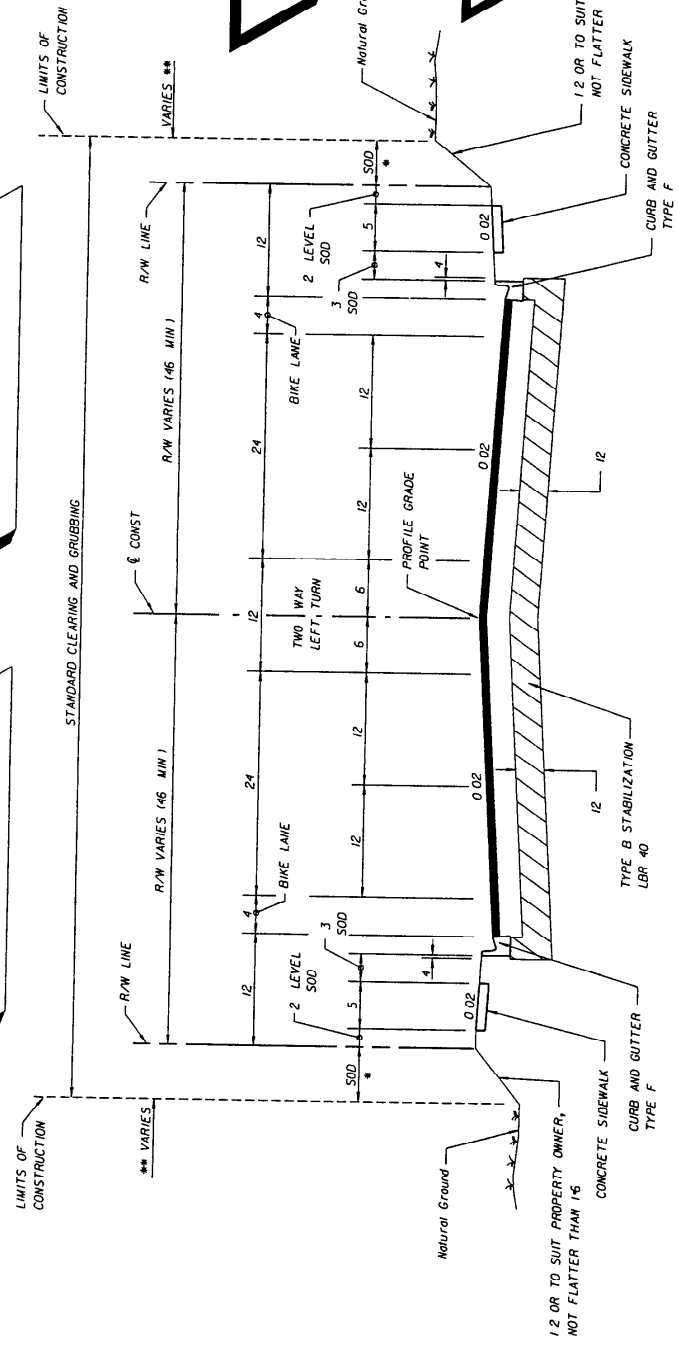 LIMITS OF
CONSTRUCTION
LIMITS OF
CONSTRUCTION
STANDARD CLEARING AND GRUBBING
** VARIES
VARIES **
R/W LINE
R/W VARIES (46 MIN )
℄ CONST
R/W VARIES (46 MIN )
R/W LINE
12
4
24
12
24
4
12
BIKE LANE
TWO WAY
LEFT TURN
BIKE LANE
SOD
*
2 LEVEL
SOD
5
3
SOD
4
12
12
6
6
12
12
3
SOD
4
5
2 LEVEL
SOD
SOD
*
Natural Ground
0 02
0 02
PROFILE GRADE
POINT
0 02
0 02
Natural Gr
1 2 OR TO SUIT PROPERTY OWNER,
NOT FLATTER THAN 1 6
CONCRETE SIDEWALK
CURB AND GUTTER
TYPE F
TYPE B STABILIZATION
LBR 40
12
12
CURB AND GUTTER
TYPE F
CONCRETE SIDEWALK
1 2 OR TO SUIT
NOT FLATTER